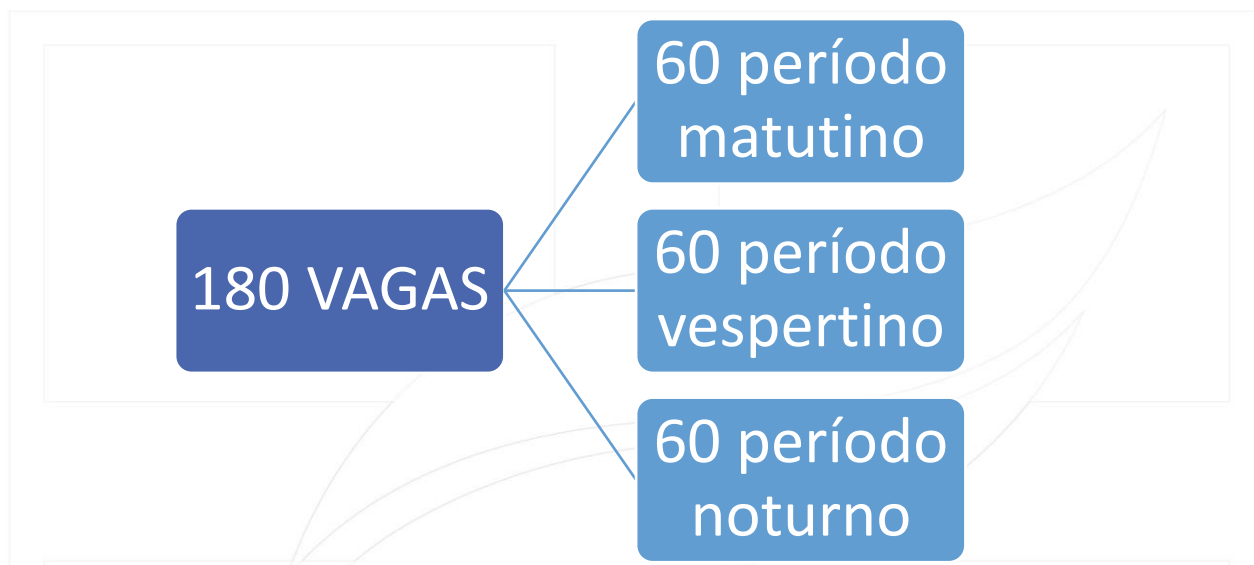 180 VAGAS
60 período
matutino
60 período
vespertino
60 período
noturno